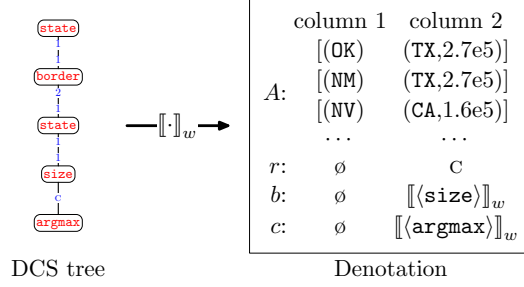 state
1
1
border
2
1
state
1
1
size
C
argmax
DCS tree
⟦·⟧w
column 1 column 2
A:
[(OK) (TX,2.7e5)]
[(NM) (TX,2.7e5)]
[(NV) (CA,1.6e5)]
... ...
r: ø C
b: ø ⟦⟨size⟩⟧w
c: ø ⟦⟨argmax⟩⟧w
Denotation